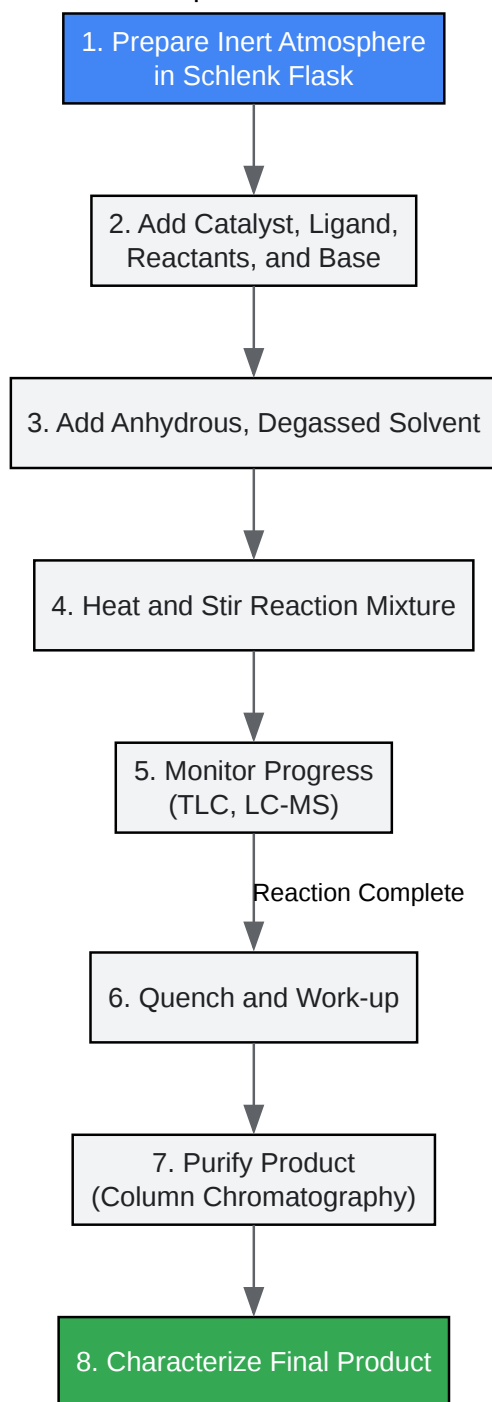 1. Prepare Inert Atmosphere
in Schlenk Flask
2. Add Catalyst, Ligand,
Reactants, and Base
3. Add Anhydrous, Degassed Solvent
4. Heat and Stir Reaction Mixture
5. Monitor Progress
(TLC, LC-MS)
Reaction Complete
6. Quench and Work-up
7. Purify Product
(Column Chromatography)
8. Characterize Final Product